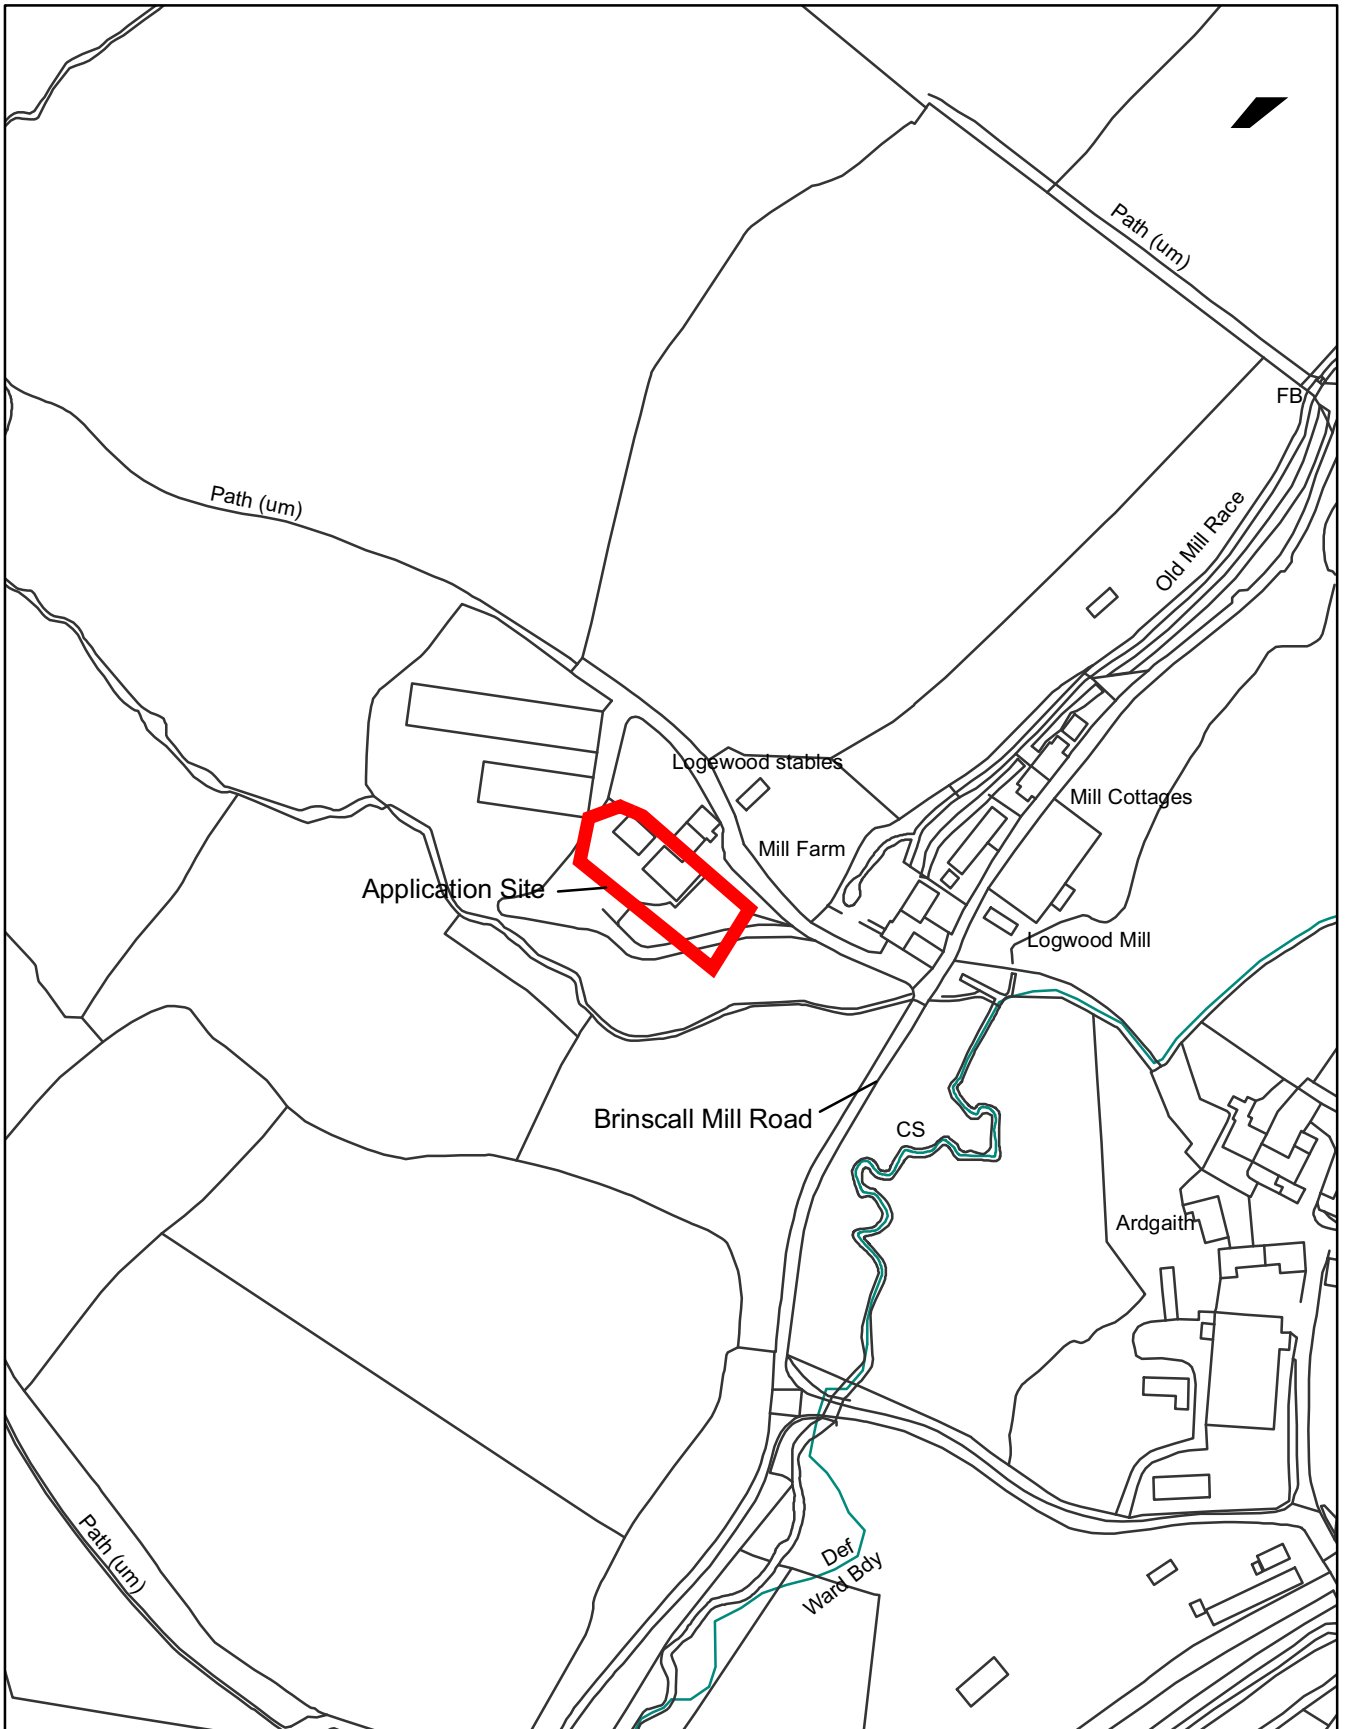 Path (um)
FB
Path (um)
Old Mill Race
Logewood stables
Mill Cottages
Mill Farm
Application Site
Logwood Mill
Brinscall Mill Road
CS
Ardgaith
Path (um)
Def
Ward Bdy